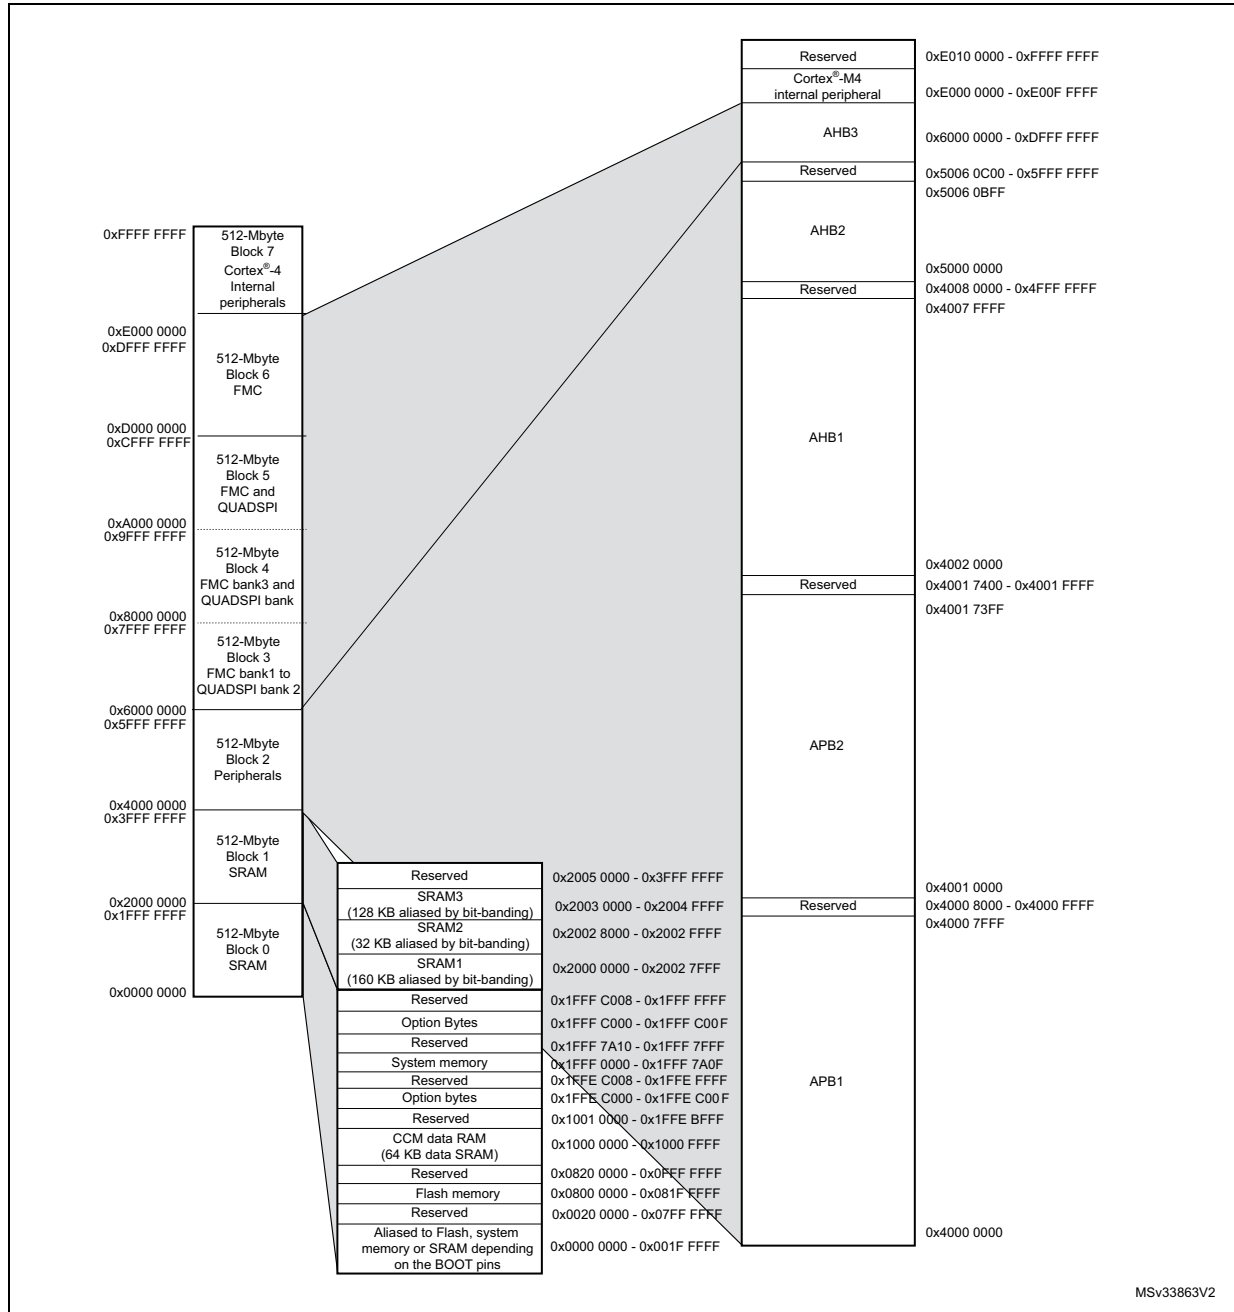 0xFFFF FFFF
512-Mbyte
Block 7
Cortex®-4
Internal
peripherals
0xE000 0000
0xDFFF FFFF
512-Mbyte
Block 6
FMC
0xD000 0000
0xCFFF FFFF
512-Mbyte
Block 5
FMC and
QUADSPI
0xA000 0000
0x9FFF FFFF
512-Mbyte
Block 4
FMC bank3 and
QUADSPI bank
0x8000 0000
0x7FFF FFFF
512-Mbyte
Block 3
FMC bank1 to
QUADSPI bank 2
0x6000 0000
0x5FFF FFFF
512-Mbyte
Block 2
Peripherals
0x4000 0000
0x3FFF FFFF
512-Mbyte
Block 1
SRAM
0x2000 0000
0x1FFF FFFF
512-Mbyte
Block 0
SRAM
0x0000 0000
Reserved 0x2005 0000 - 0x3FFF FFFF
SRAM3
(128 KB aliased by bit-banding) 0x2003 0000 - 0x2004 FFFF
SRAM2
(32 KB aliased by bit-banding) 0x2002 8000 - 0x2002 FFFF
SRAM1
(160 KB aliased by bit-banding) 0x2000 0000 - 0x2002 7FFF
Reserved 0x1FFF C008 - 0x1FFF FFFF
Option Bytes 0x1FFF C000 - 0x1FFF C00F
Reserved 0x1FFF 7A10 - 0x1FFF 7FFF
System memory 0x1FFF 0000 - 0x1FFF 7A0F
Reserved 0x1FFE C008 - 0x1FFE FFFF
Option bytes 0x1FFE C000 - 0x1FFE C00F
Reserved 0x1001 0000 - 0x1FFE BFFF
CCM data RAM
(64 KB data SRAM) 0x1000 0000 - 0x1000 FFFF
Reserved 0x0820 0000 - 0x0FFF FFFF
Flash memory 0x0800 0000 - 0x081F FFFF
Reserved 0x0020 0000 - 0x07FF FFFF
Aliased to Flash, system
memory or SRAM depending 0x0000 0000 - 0x001F FFFF
on the BOOT pins
Reserved 0xE010 0000 - 0xFFFF FFFF
Cortex®-M4
internal peripheral 0xE000 0000 - 0xE00F FFFF
AHB3 0x6000 0000 - 0xDFFF FFFF
Reserved 0x5006 0C00 - 0x5FFF FFFF
0x5006 0BFF
AHB2
0x5000 0000
Reserved 0x4008 0000 - 0x4FFF FFFF
0x4007 FFFF
AHB1
0x4002 0000
Reserved 0x4001 7400 - 0x4001 FFFF
0x4001 73FF
APB2
0x4001 0000
Reserved 0x4000 8000 - 0x4000 FFFF
0x4000 7FFF
APB1
0x4000 0000
MSv33863V2